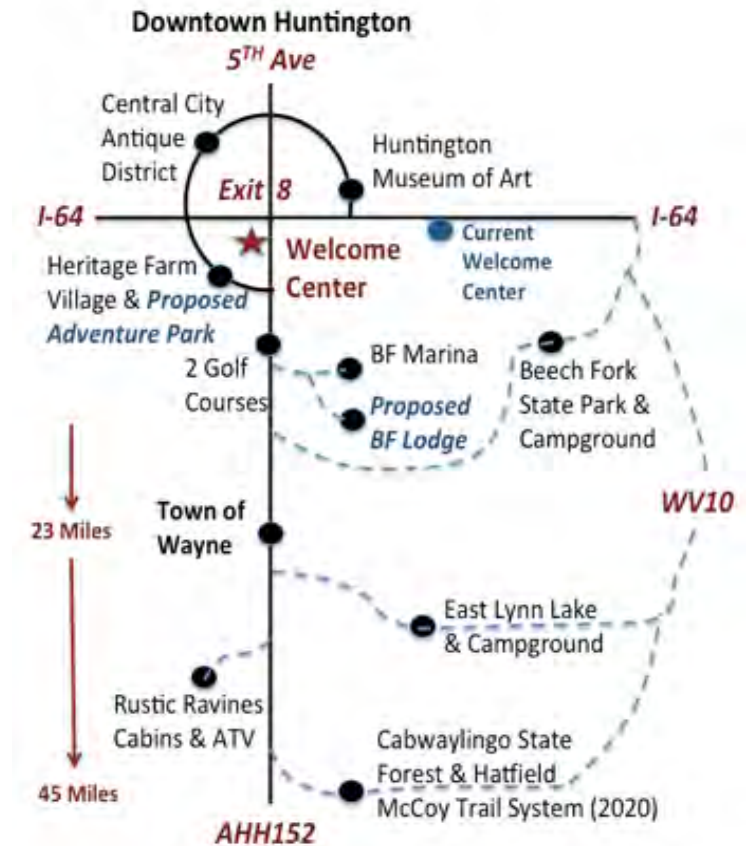 Downtown Huntington
5TH Ave
Central City
Antique
District
Huntington
Museum of Art
Exit 8
I-64
I-64
Welcome
Center
Current
Welcome
Center
Heritage Farm
Village & Proposed
Adventure Park
2 Golf
Courses
BF Marina
Proposed
BF Lodge
Beech Fork
State Park &
Campground
WV10
23 Miles
Town of
Wayne
East Lynn Lake
& Campground
Rustic Ravines
Cabins & ATV
Cabwaylingo State
Forest & Hatfield
McCoy Trail System (2020)
45 Miles
AHH152